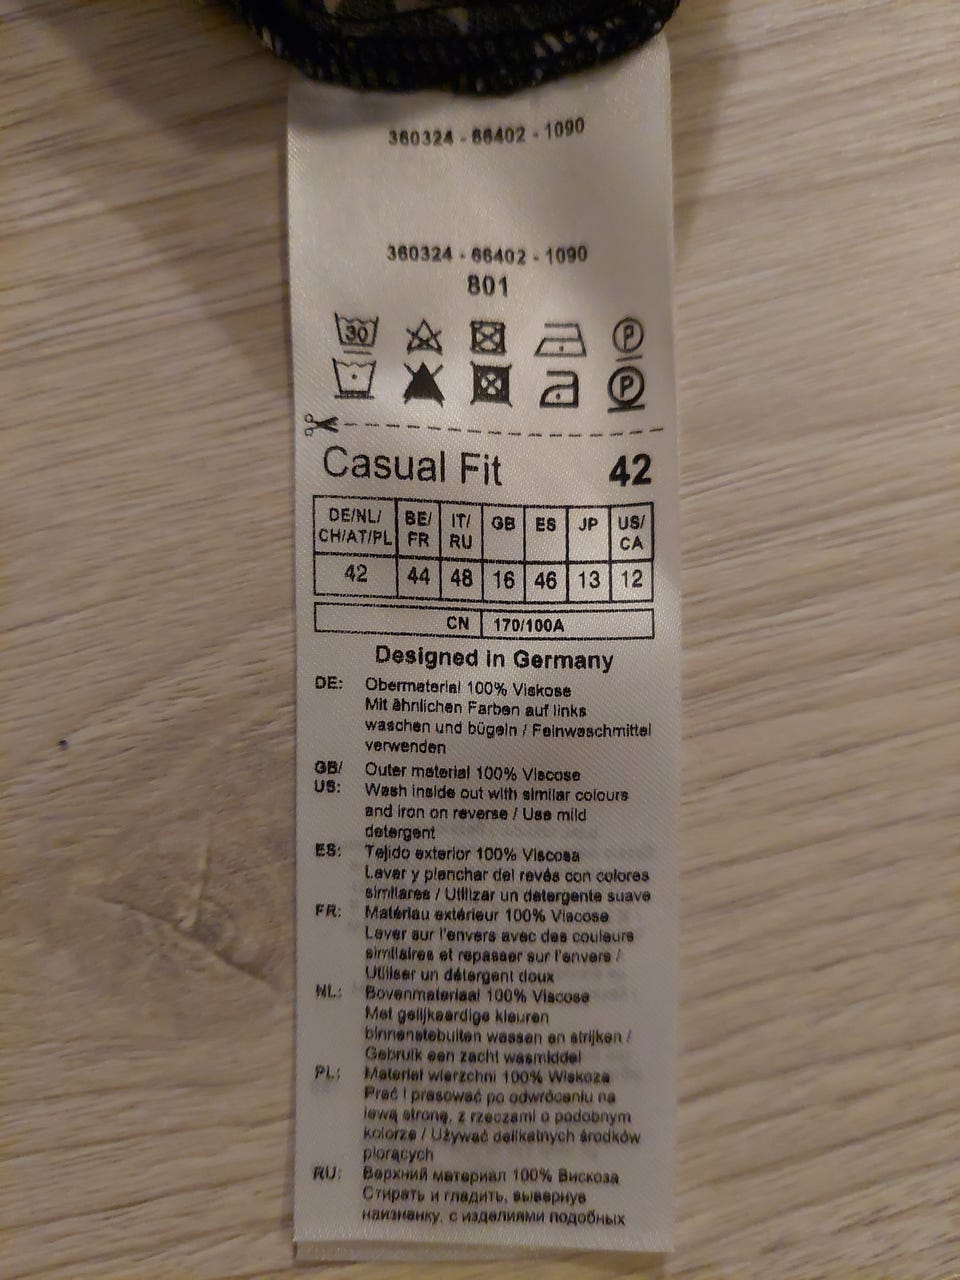 360324 - 66402 - 1090
360324 - 66402 - 1090
801
30 P
P
Casual Fit 42
DE/NL/ CH/AT/PL BE/ FR IT/ RU GB ES JP US/ CA
42 44 48 16 46 13 12
CN 170/100A
Designed in Germany
DE: Obermaterial 100% Viskose
Mit ähnlichen Farben auf links
waschen und bügeln / Feinwaschmittel
verwenden
GB/ Outer material 100% Viscose
US: Wash inside out with similar colours
and iron on reverse / Use mild
detergent
ES: Tejido exterior 100% Viscosa
Lavar y planchar del revés con colores
similares / Utilizar un detergente suave
FR: Matériau extérieur 100% Viscose
Laver sur l'envers avec des couleurs
similaires et repasser sur l'envers /
Utiliser un détergent doux
NL: Bovenmateriaal 100% Viscose
Met gelijkaardige kleuren
binnenstebuiten wassen en strijken /
Gebruik een zacht wasmiddel
PL: Materiał wierzchni 100% Wiskoza
Prać i prasować po odwróceniu na
lewą stronę, z rzeczami o podobnym
kolorze / Używać delikatnych środków
piorących
RU: Верхний материал 100% Вискоза
Стирать и гладить, вывернув
наизнанку, с изделиями подобных